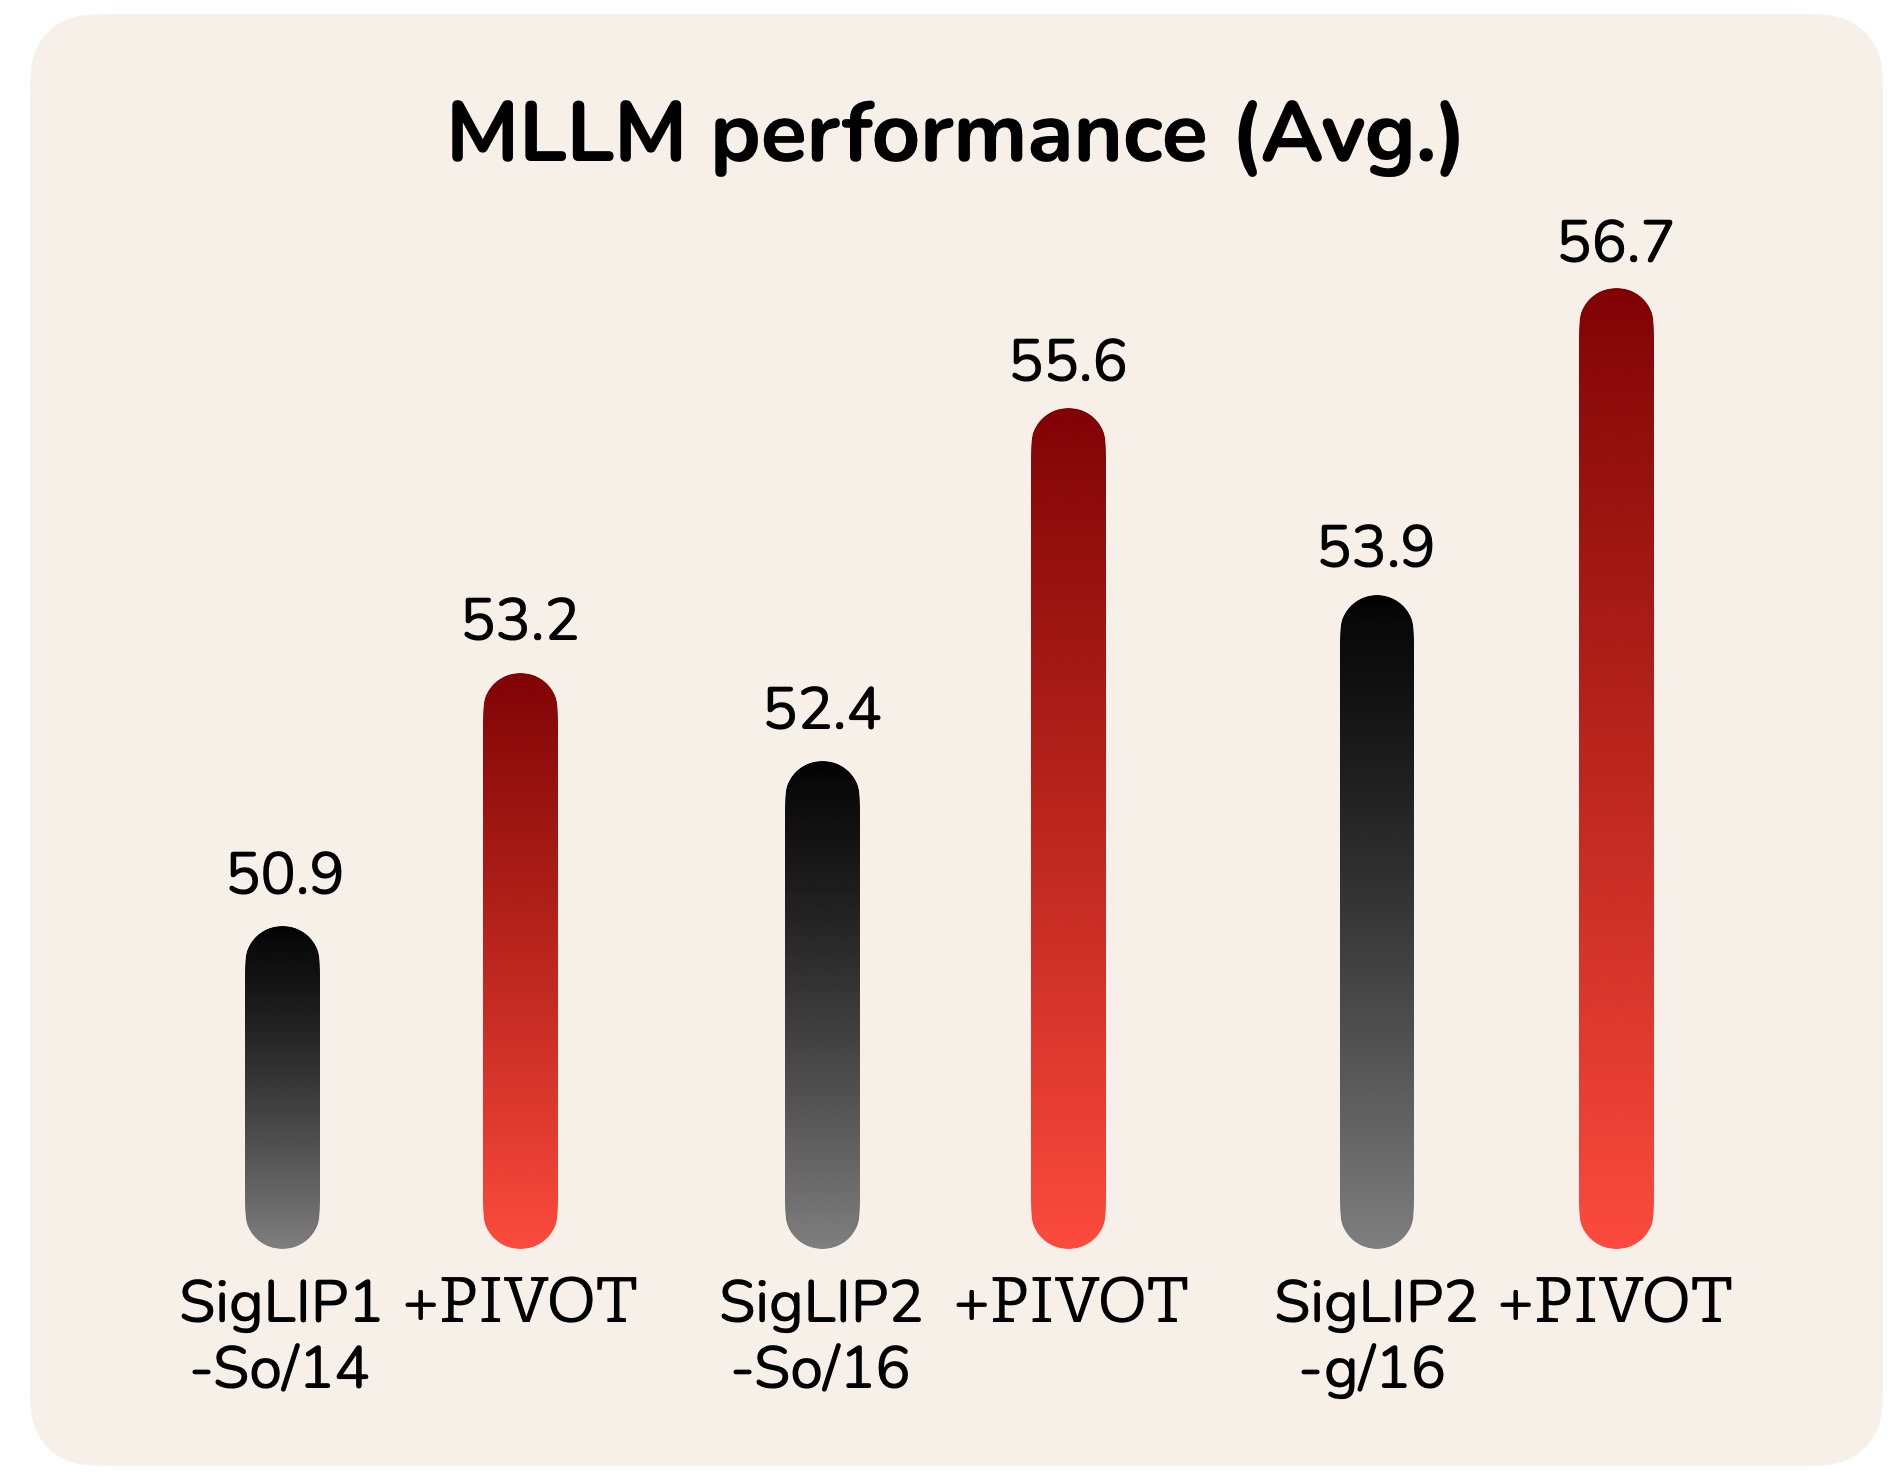 MLLM performance (Avg.)
56.7
55.6
53.9
53.2
52.4
50.9
SigLIP1 +PIVOT SigLIP2 +PIVOT SigLIP2 +PIVOT
-So/14 -So/16 -g/16